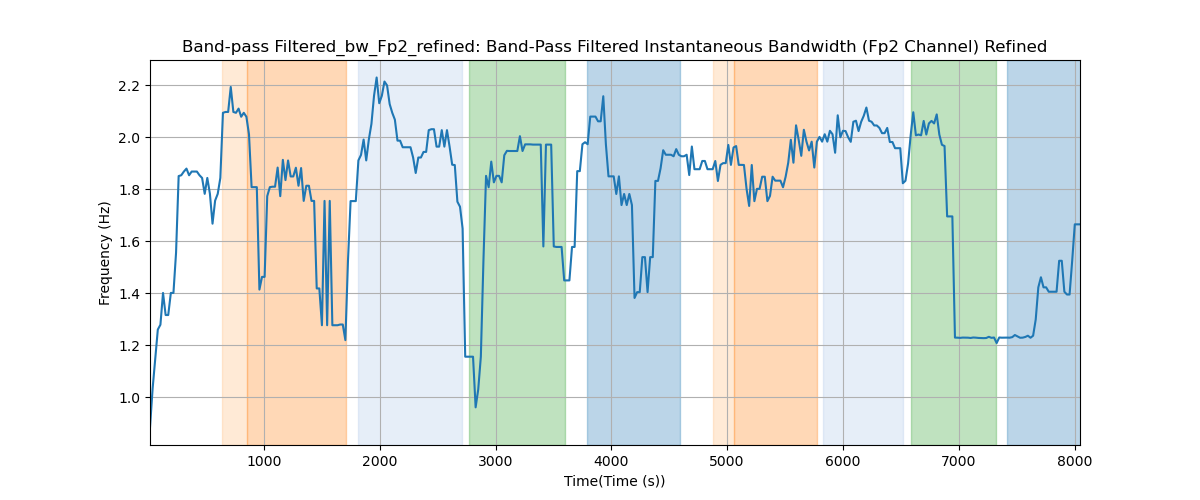 Band-pass Filtered_bw_Fp2_refined: Band-Pass Filtered Instantaneous Bandwidth (Fp2 Channel) Refined
2.2
2.0
1.8
1.6
1.4
1.2
1.0
Frequency (Hz)
1000 2000 3000 4000 5000 6000 7000 8000
Time(Time (s))